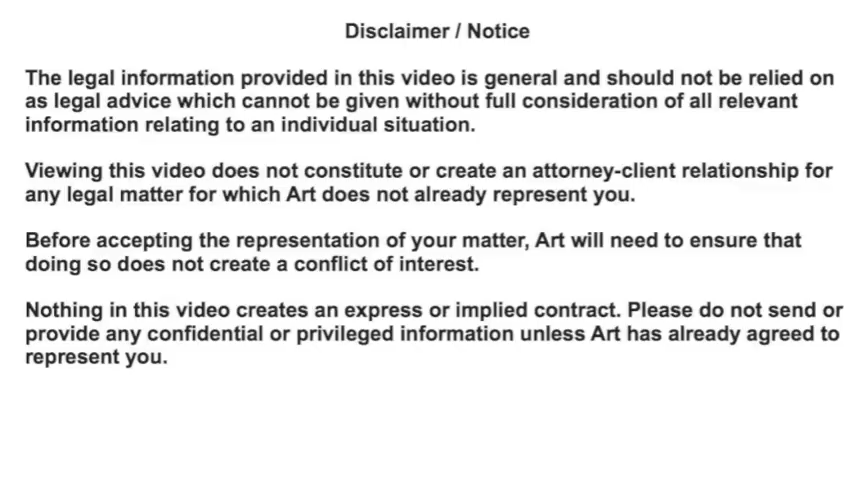 Disclaimer / Notice
The legal information provided in this video is general and should not be relied on
as legal advice which cannot be given without full consideration of all relevant
information relating to an individual situation.
Viewing this video does not constitute or create an attorney-client relationship for
any legal matter for which Art does not already represent you.
Before accepting the representation of your matter, Art will need to ensure that
doing so does not create a conflict of interest.
Nothing in this video creates an express or implied contract. Please do not send or
provide any confidential or privileged information unless Art has already agreed to
represent you.